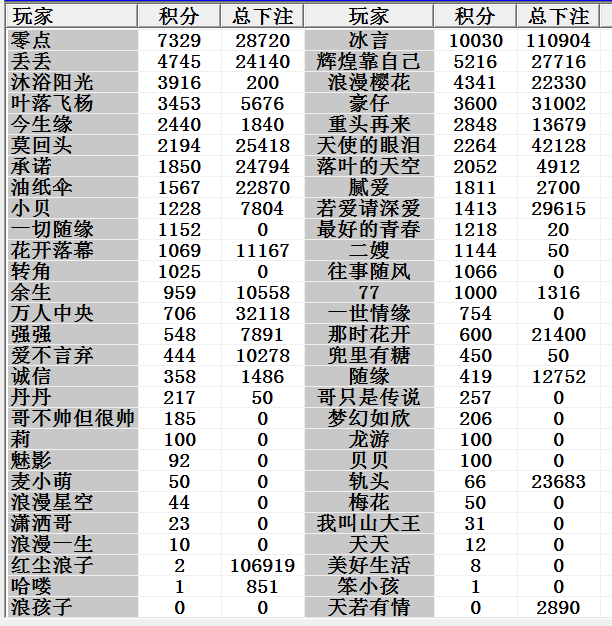 玩家 积分 总下注 玩家 积分 总下注
零点 7329 28720 冰言 10030 110904
丢丢 4745 24140 辉煌靠自己 5216 27716
沐浴阳光 3916 200 浪漫樱花 4341 22330
叶落飞杨 3453 5676 豪仔 3600 31002
今生缘 2440 1840 重头再来 2848 13679
莫回头 2194 25418 天使的眼泪 2264 42128
承诺 1850 24794 落叶的天空 2052 4912
油纸伞 1567 22870 腻爱 1811 2700
小贝 1228 7804 若爱请深爱 1413 29615
一切随缘 1152 0 最好的青春 1218 20
花开落幕 1069 11167 二嫂 1144 50
转角 1025 0 往事随风 1066 0
余生 959 10558 77 1000 1316
万人中央 706 32118 一世情缘 754 0
强强 548 7891 那时花开 600 21400
爱不言弃 444 10278 兜里有糖 450 50
诚信 358 1486 随缘 419 12752
丹丹 217 50 哥只是传说 257 0
哥不帅但很帅 185 0 梦幻如欣 206 0
莉 100 0 龙游 100 0
魅影 92 0 贝贝 100 0
麦小萌 50 0 轨头 66 23683
浪漫星空 44 0 梅花 50 0
潇洒哥 23 0 我叫山大王 31 0
浪漫一生 10 0 天天 12 0
红尘浪子 2 106919 美好生活 8 0
哈喽 1 851 笨小孩 1 0
浪孩子 0 0 天若有情 0 2890